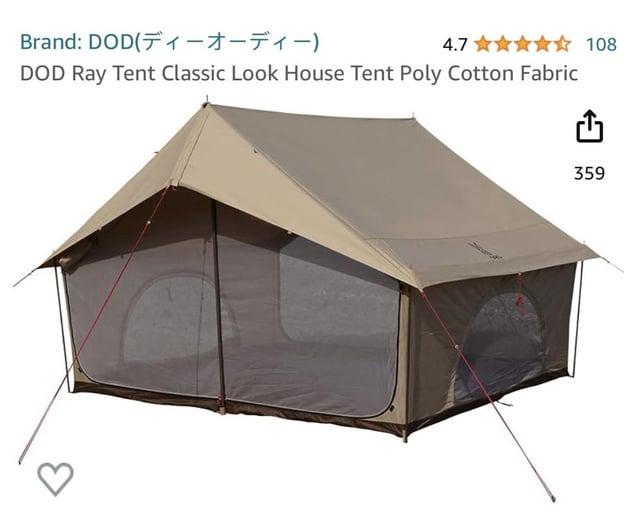 Brand: DOD(ディーオーディー)
4.7 108
DOD Ray Tent Classic Look House Tent Poly Cotton Fabric
359